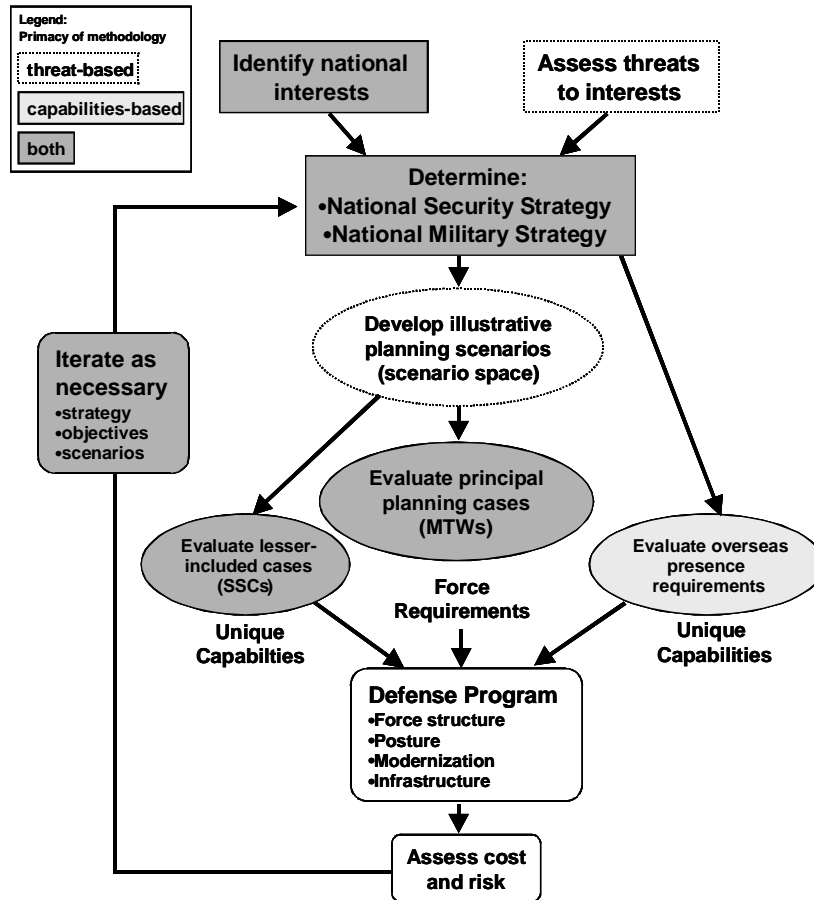 Legend:
Primacy of methodology
threat-based
capabilities-based
both
Identify national
interests
Assess threats
to interests
Determine:
•National Security Strategy
•National Military Strategy
Develop illustrative
planning scenarios
(scenario space)
Iterate as
necessary
•strategy
•objectives
•scenarios
Evaluate principal
planning cases
(MTWs)
Evaluate lesser-
included cases
(SSCs)
Evaluate overseas
presence
requirements
Force
Requirements
Unique
Capabilties
Unique
Capabilities
Defense Program
•Force structure
•Posture
•Modernization
•Infrastructure
Assess cost
and risk